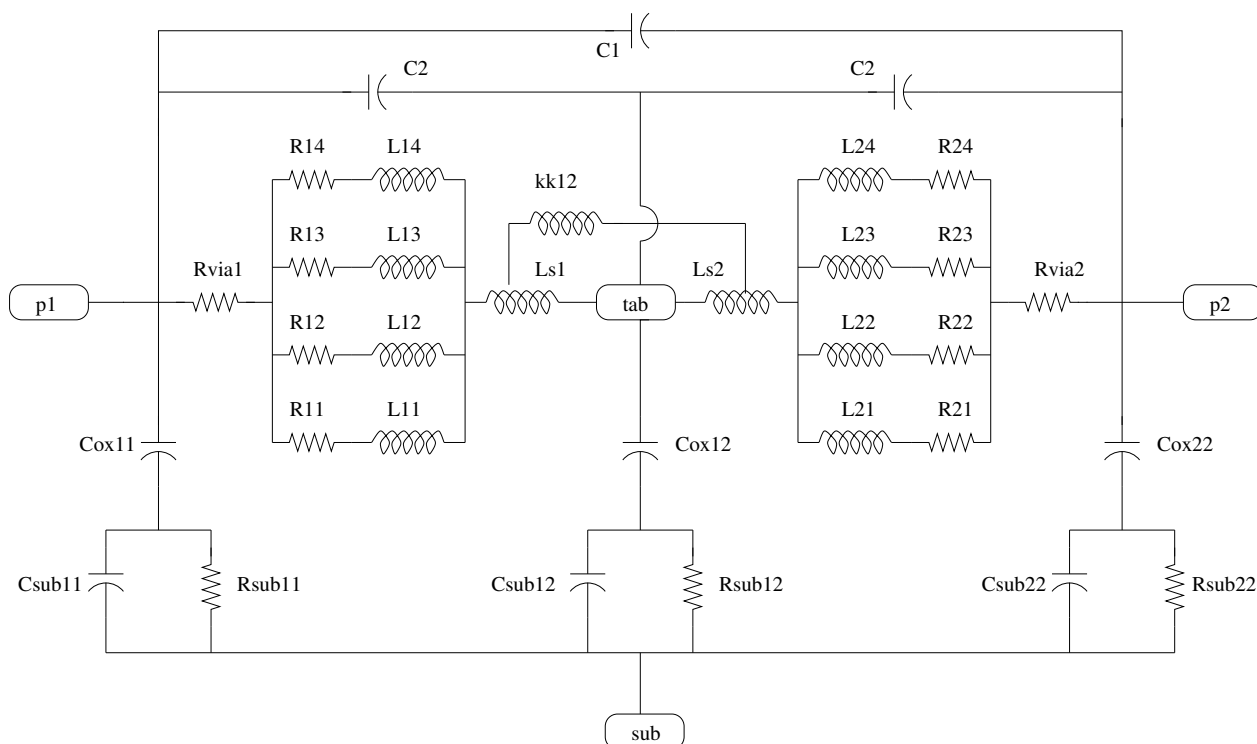 C1
C2 C2
R14 L14 L24 R24
kk12
R13 L13 L23 R23
Rvia1 Ls1 Ls2 Rvia2
p1 tab p2
R12 L12 L22 R22
R11 L11 L21 R21
Cox11 Cox12 Cox22
Csub11 Rsub11 Csub12 Rsub12 Csub22 Rsub22
sub